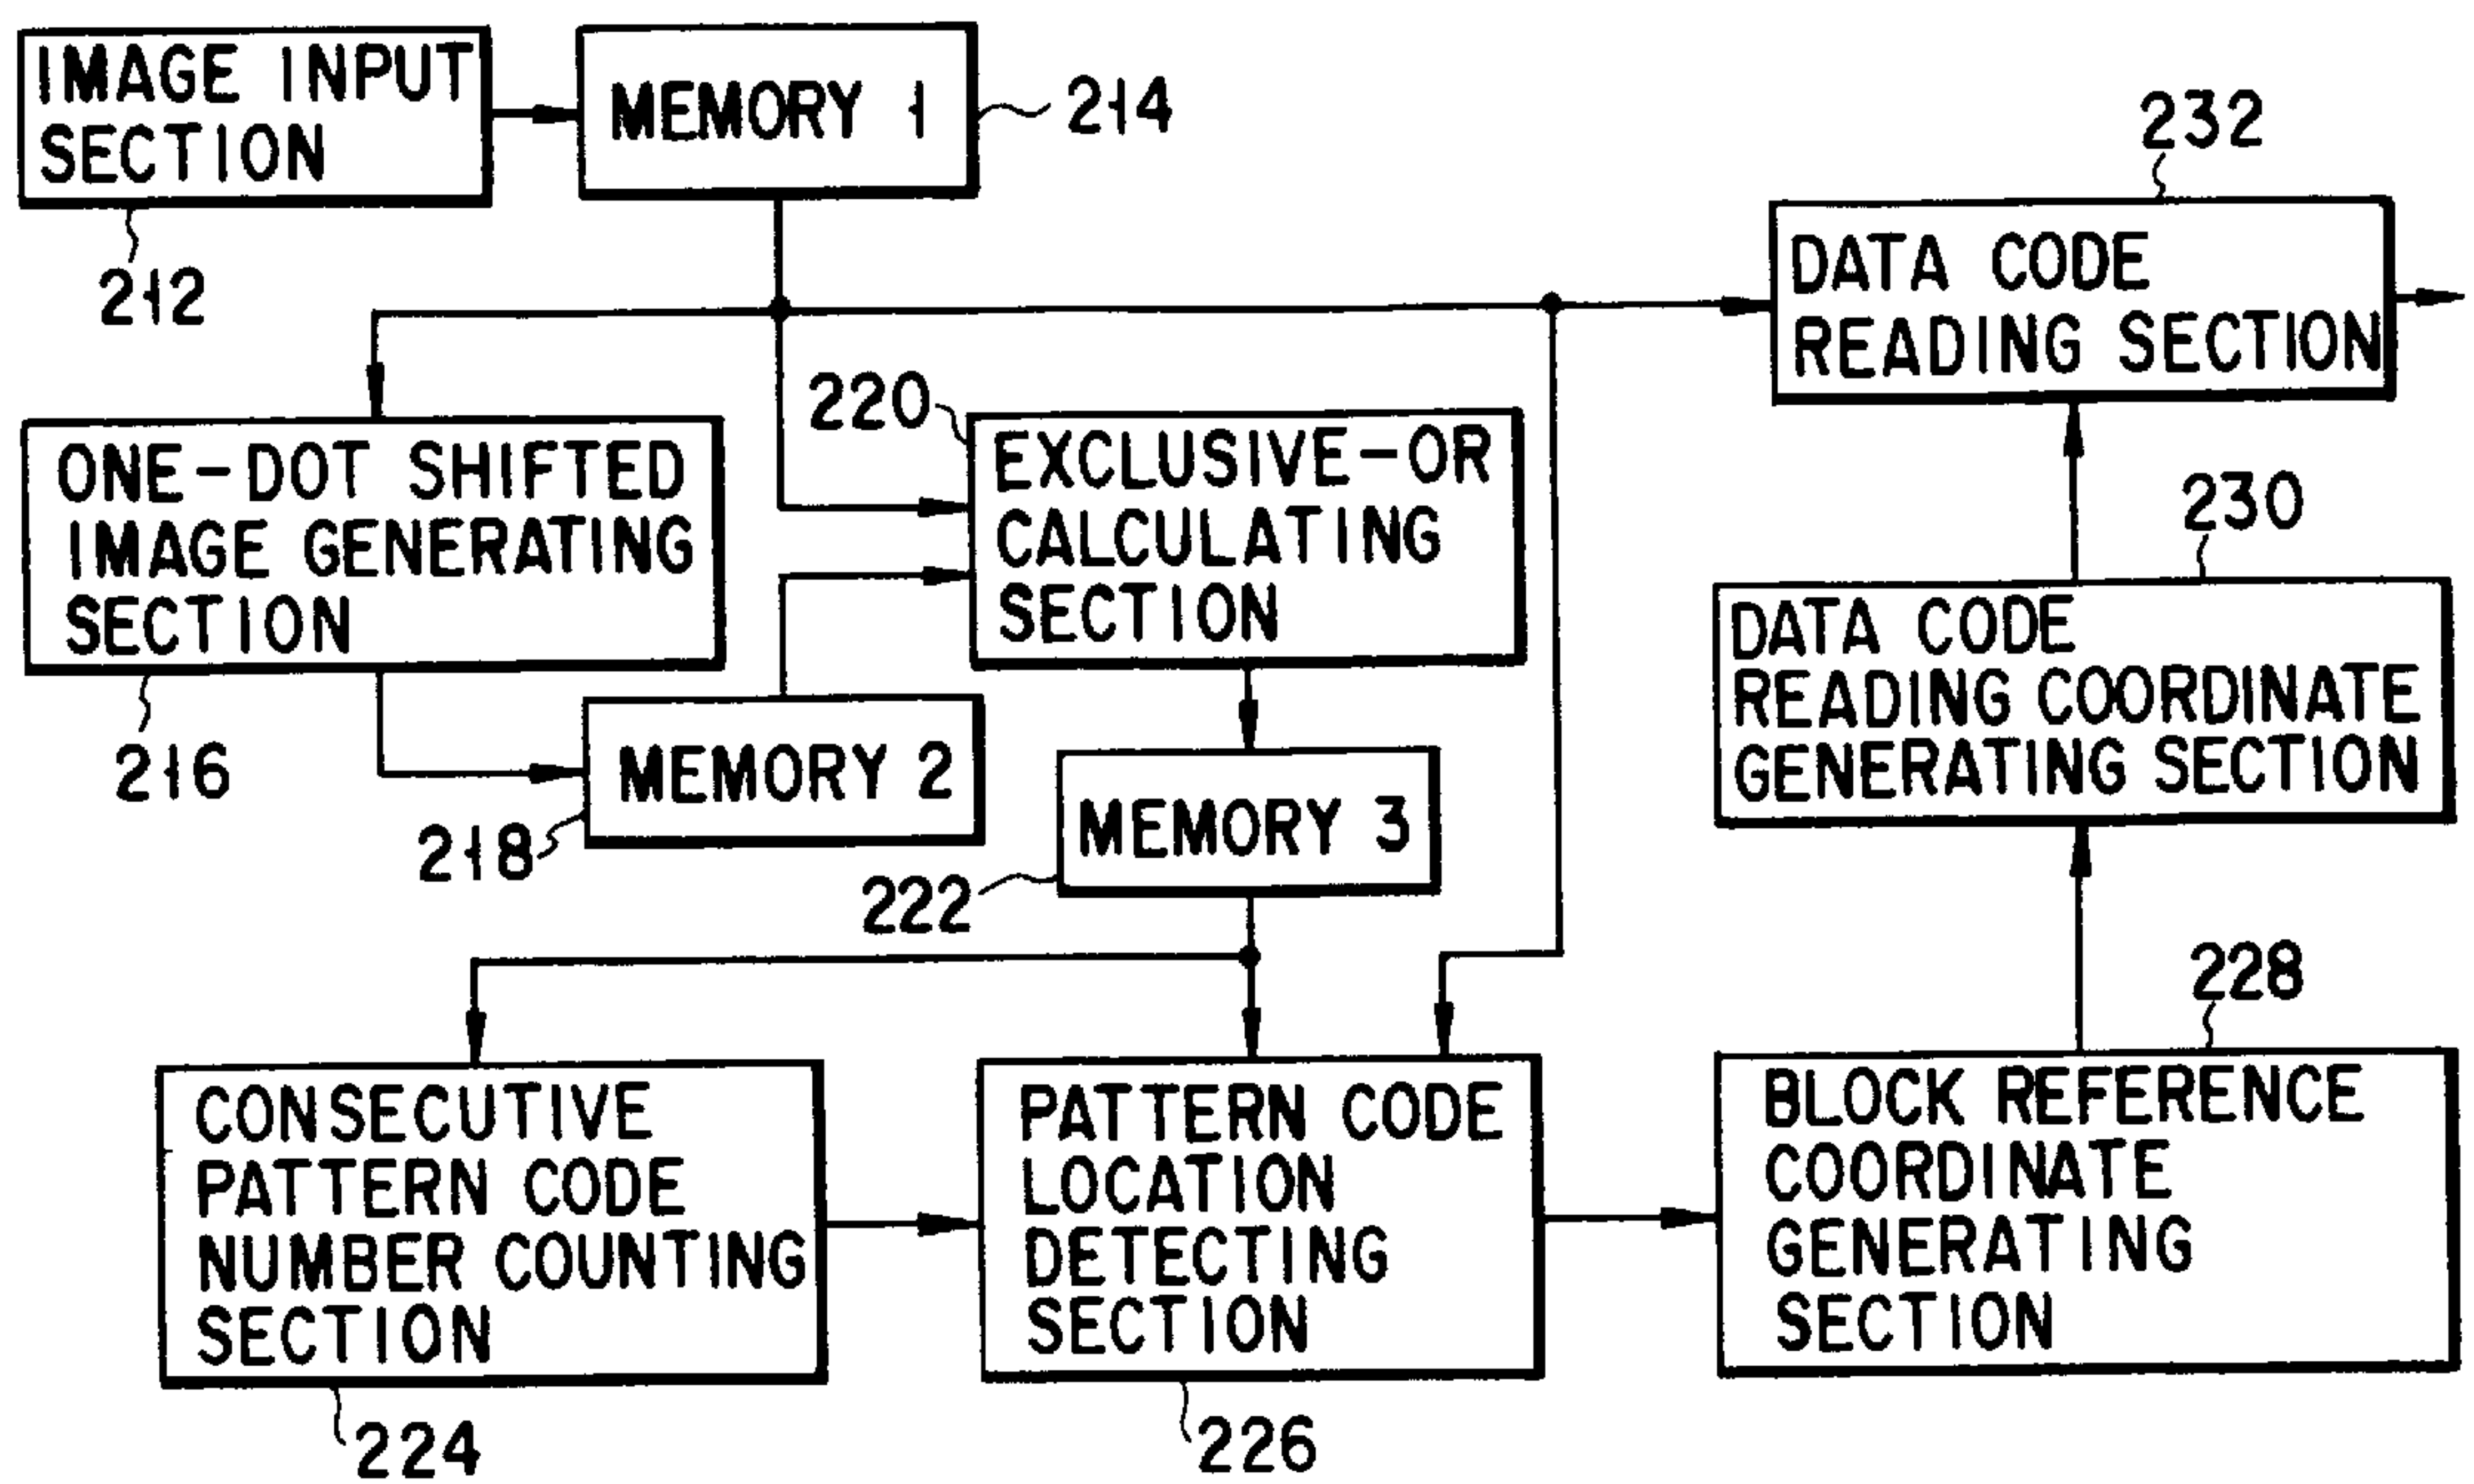 IMAGE INPUT
SECTION
212
MEMORY 1
214
232
DATA CODE
READING SECTION
ONE-DOT SHIFTED
IMAGE GENERATING
SECTION
216
220
EXCLUSIVE-OR
CALCULATING
SECTION
230
DATA CODE
READING COORDINATE
GENERATING SECTION
MEMORY 2
218
MEMORY 3
222
228
CONSECUTIVE
PATTERN CODE
NUMBER COUNTING
SECTION
224
PATTERN CODE
LOCATION
DETECTING
SECTION
226
BLOCK REFERENCE
COORDINATE
GENERATING
SECTION